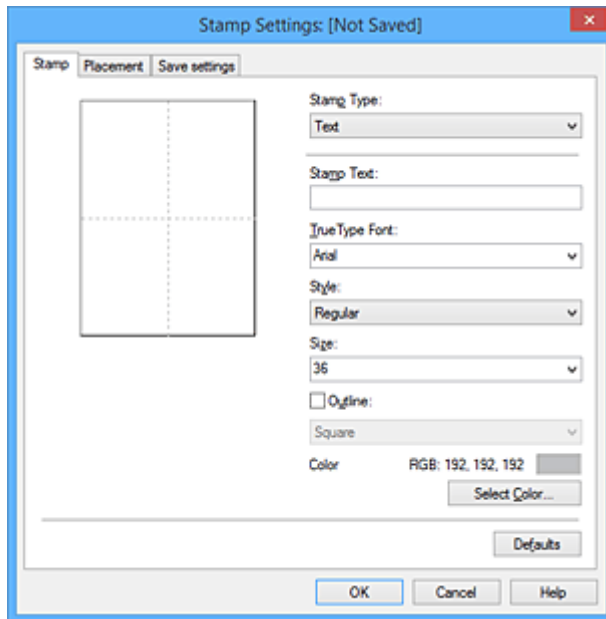 Stamp Settings: [Not Saved]
Stamp Placement Save settings
Stamp Type:
Text
Stamp Text:
TrueType Font:
Arial
Style:
Regular
Size:
36
Outline:
Square
Color RGB: 192, 192, 192
Select Color...
Defaults
OK Cancel Help